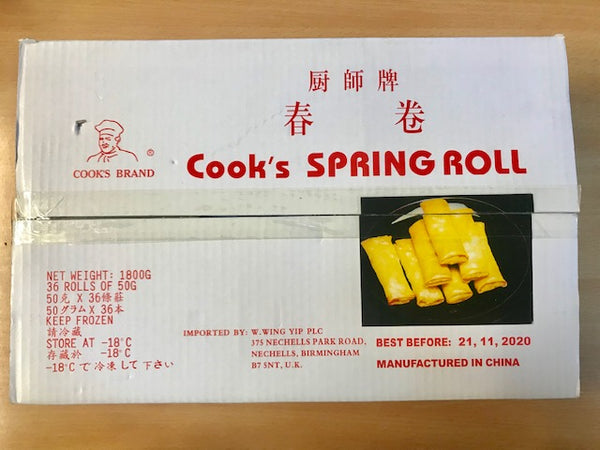 厨師牌
春卷
Cook's SPRING ROLL
COOK'S BRAND ®
NET WEIGHT: 1800G
36 ROLLS OF 50G
50克 X 36條莊
50グラム X 36本
KEEP FROZEN
請冷藏
STORE AT -18°C
存藏於 -18°C
-18°Cで冷凍して下さい
IMPORTED BY: W.WING YIP PLC
375 NECHELLS PARK ROAD,
NECHELLS, BIRMINGHAM
B7 5NT, U.K.
BEST BEFORE: 21, 11, 2020
MANUFACTURED IN CHINA